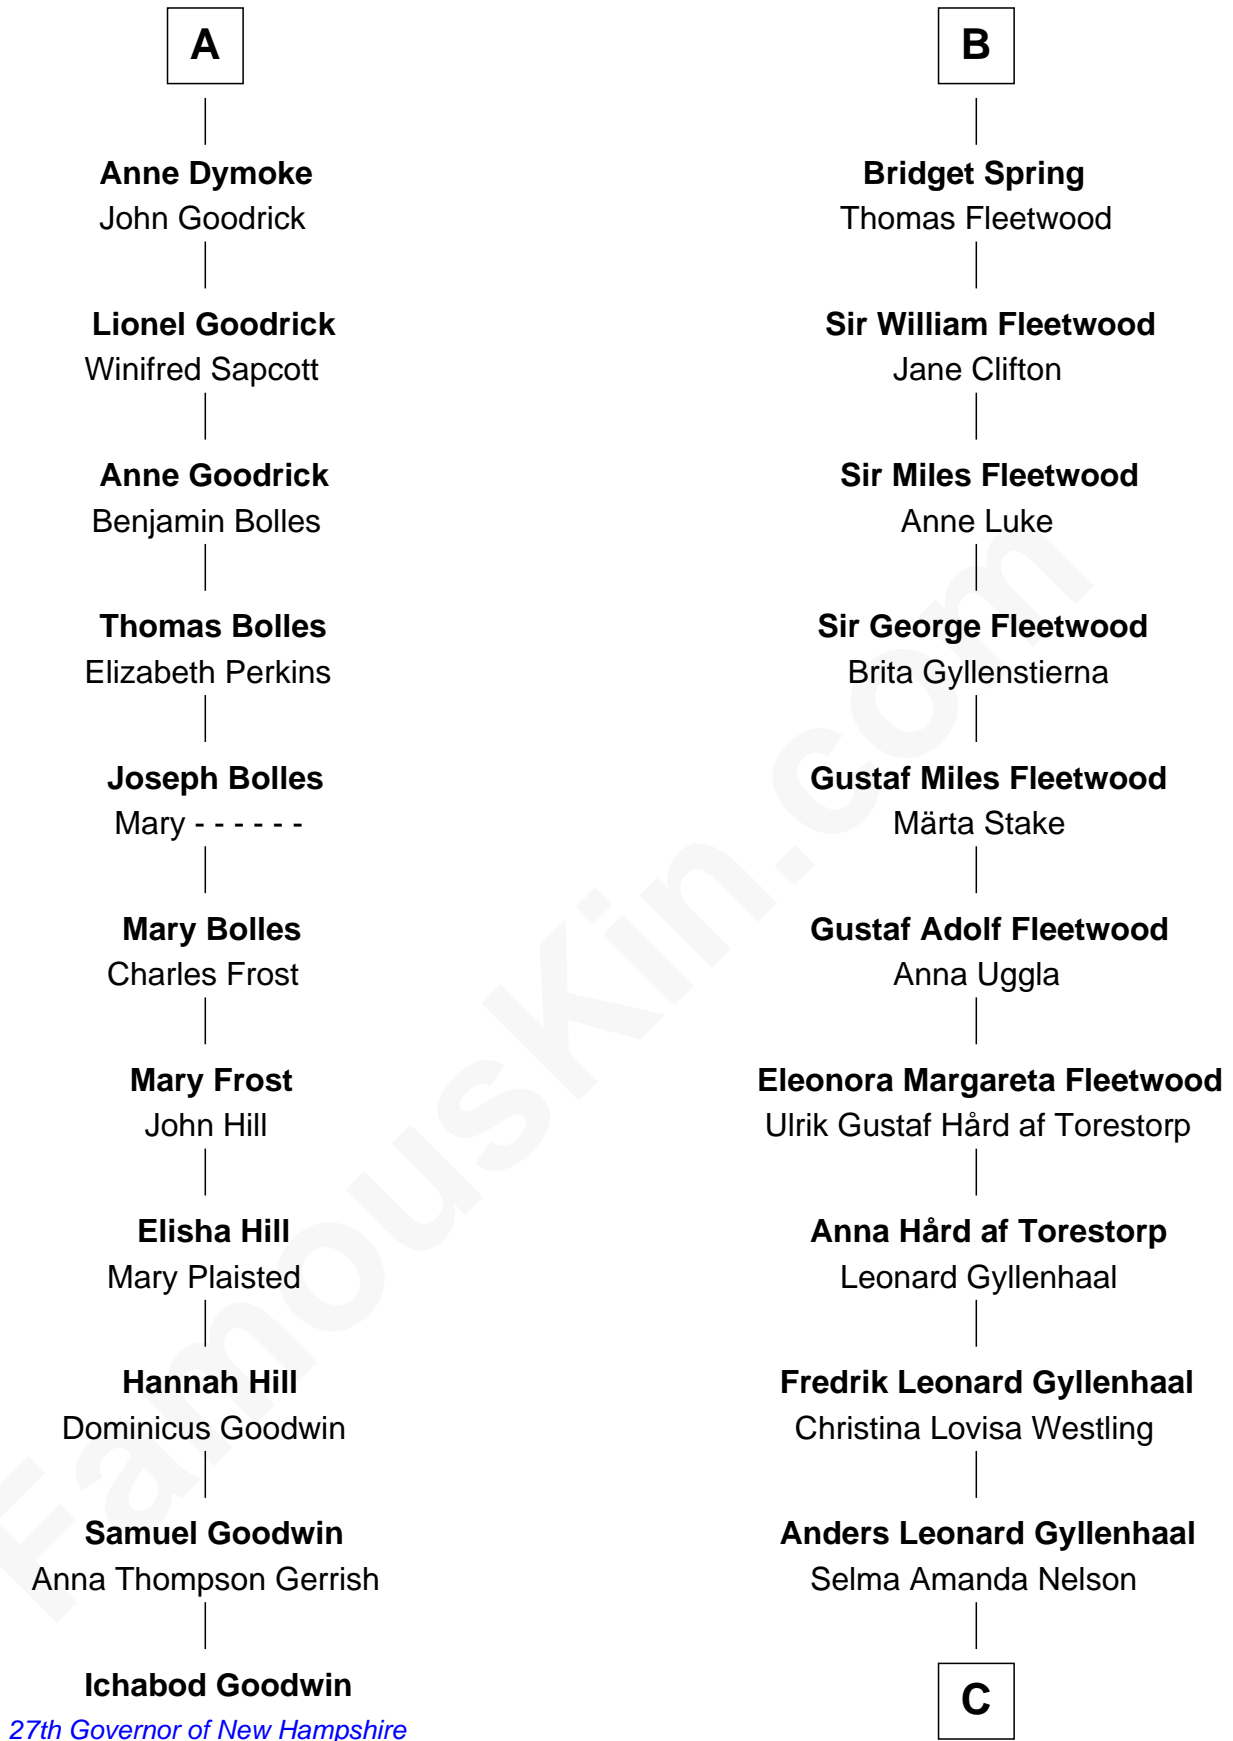 A
Anne Dymoke
John Goodrick
Lionel Goodrick
Winifred Sapcott
Anne Goodrick
Benjamin Bolles
Thomas Bolles
Elizabeth Perkins
Joseph Bolles
Mary - - - - - -
Mary Bolles
Charles Frost
Mary Frost
John Hill
Elisha Hill
Mary Plaisted
Hannah Hill
Dominicus Goodwin
Samuel Goodwin
Anna Thompson Gerrish
Ichabod Goodwin
27th Governor of New Hampshire
B
Bridget Spring
Thomas Fleetwood
Sir William Fleetwood
Jane Clifton
Sir Miles Fleetwood
Anne Luke
Sir George Fleetwood
Brita Gyllenstierna
Gustaf Miles Fleetwood
Märta Stake
Gustaf Adolf Fleetwood
Anna Uggla
Eleonora Margareta Fleetwood
Ulrik Gustaf Hård af Torestorp
Anna Hård af Torestorp
Leonard Gyllenhaal
Fredrik Leonard Gyllenhaal
Christina Lovisa Westling
Anders Leonard Gyllenhaal
Selma Amanda Nelson
C
FamousKin.com